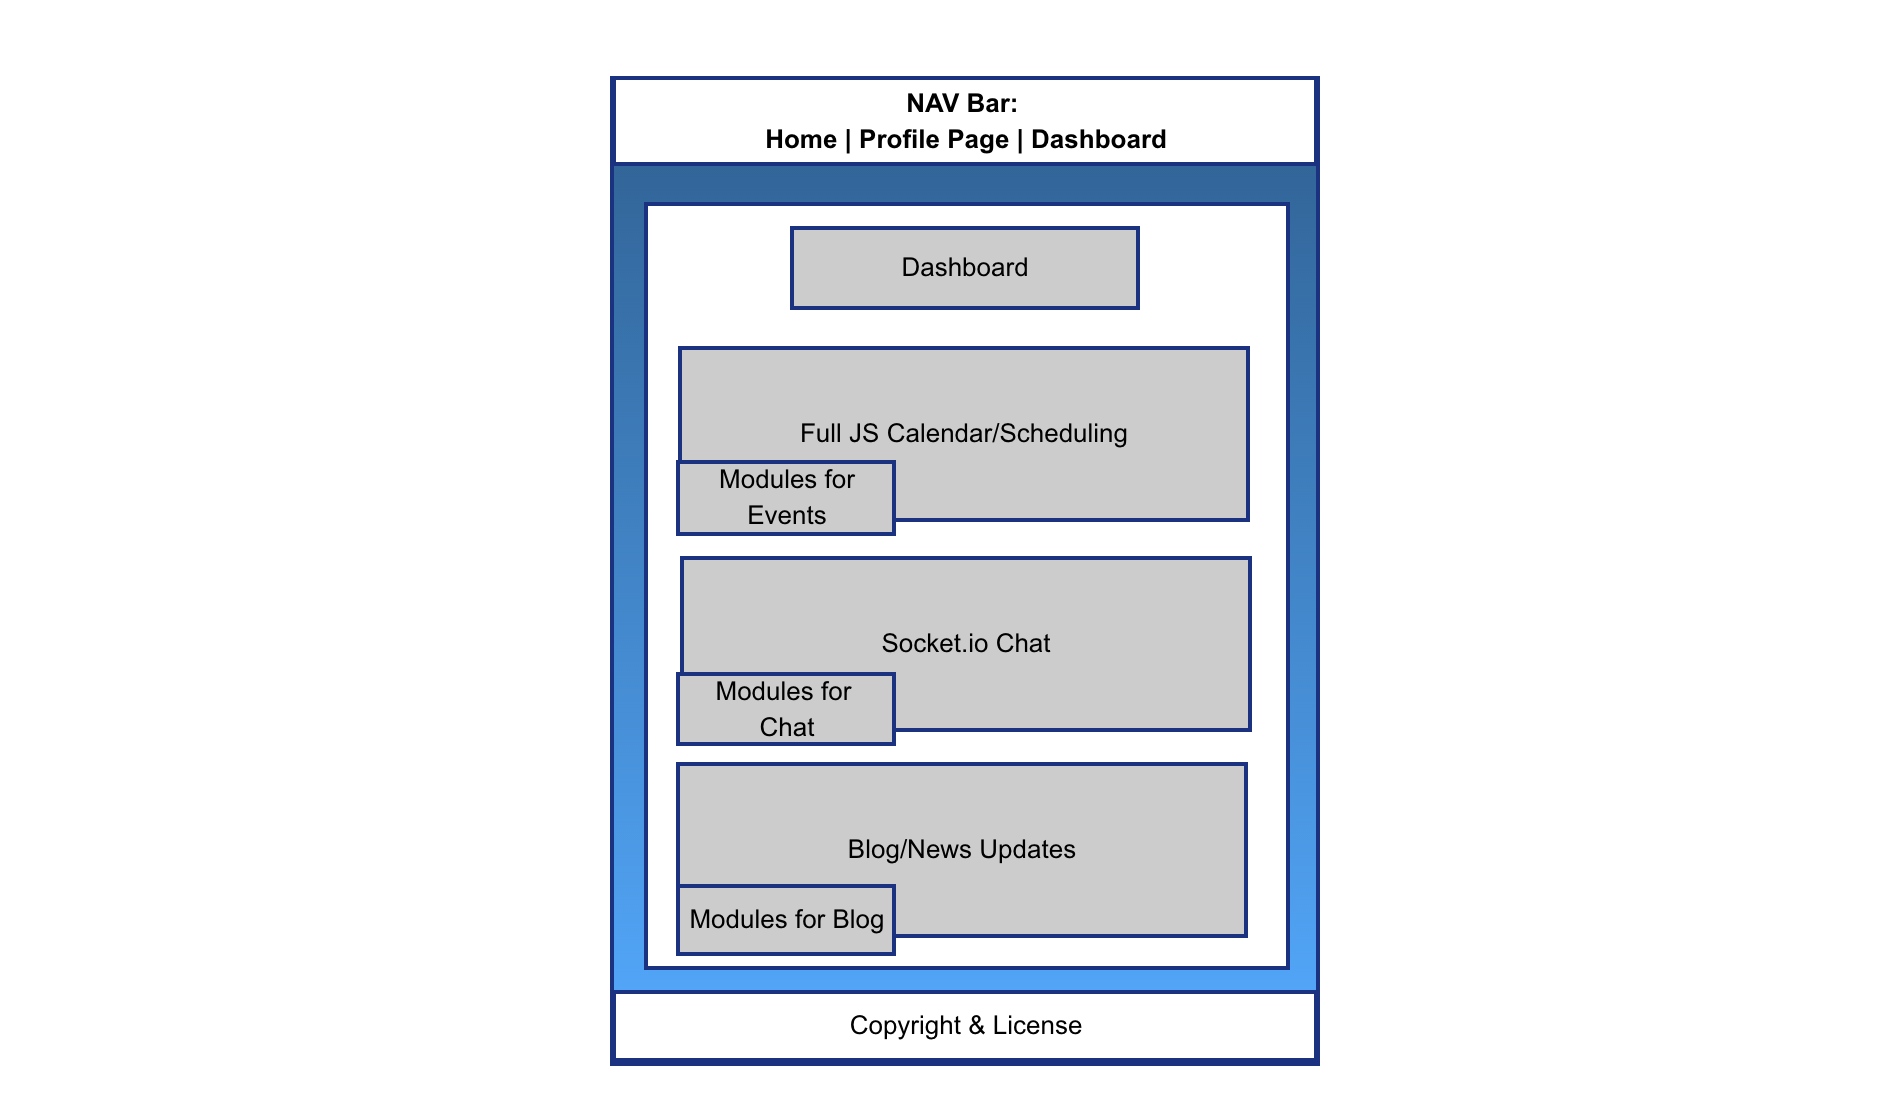 NAV Bar:
Home | Profile Page | Dashboard
Dashboard
Full JS Calendar/Scheduling
Modules for
Events
Socket.io Chat
Modules for
Chat
Blog/News Updates
Modules for Blog
Copyright & License